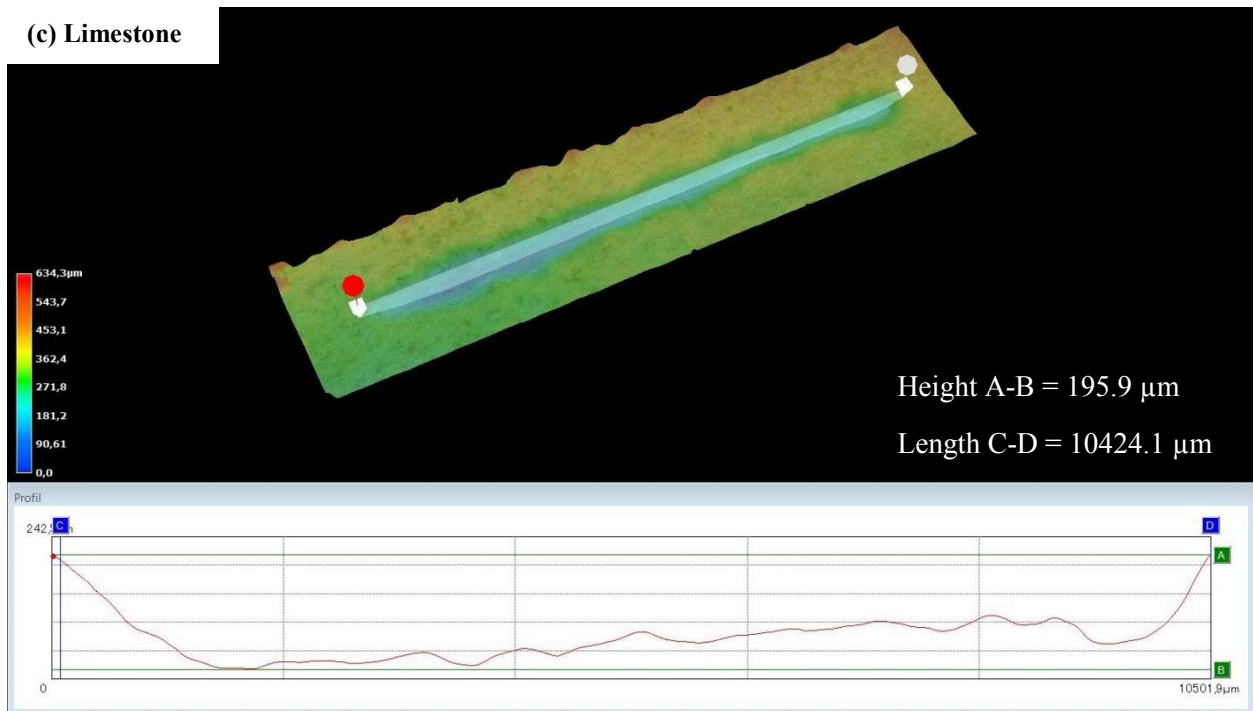 (c) Limestone
634,3µm
543,7
453,1
362,4
271,8
181,2
90,61
0,0
Height A-B = 195.9 µm
Length C-D = 10424.1 µm
Profil
242,
C
D
A
B
0
10501,9µm